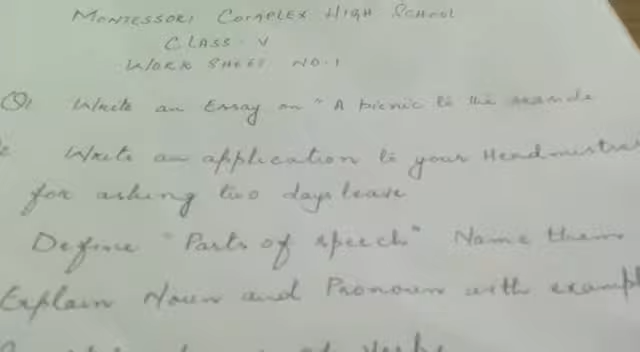 MONTESSORI COMPLEX HIGH SCHOOL
CLASS - V
WORK SHEET NO. 1
Q1 Write an Essay on "A picnic to the
Write an application to your Headmistre
for asking two days leave
Define "Parts of speech" Name them
Explain Noun and Pronoun with exampl